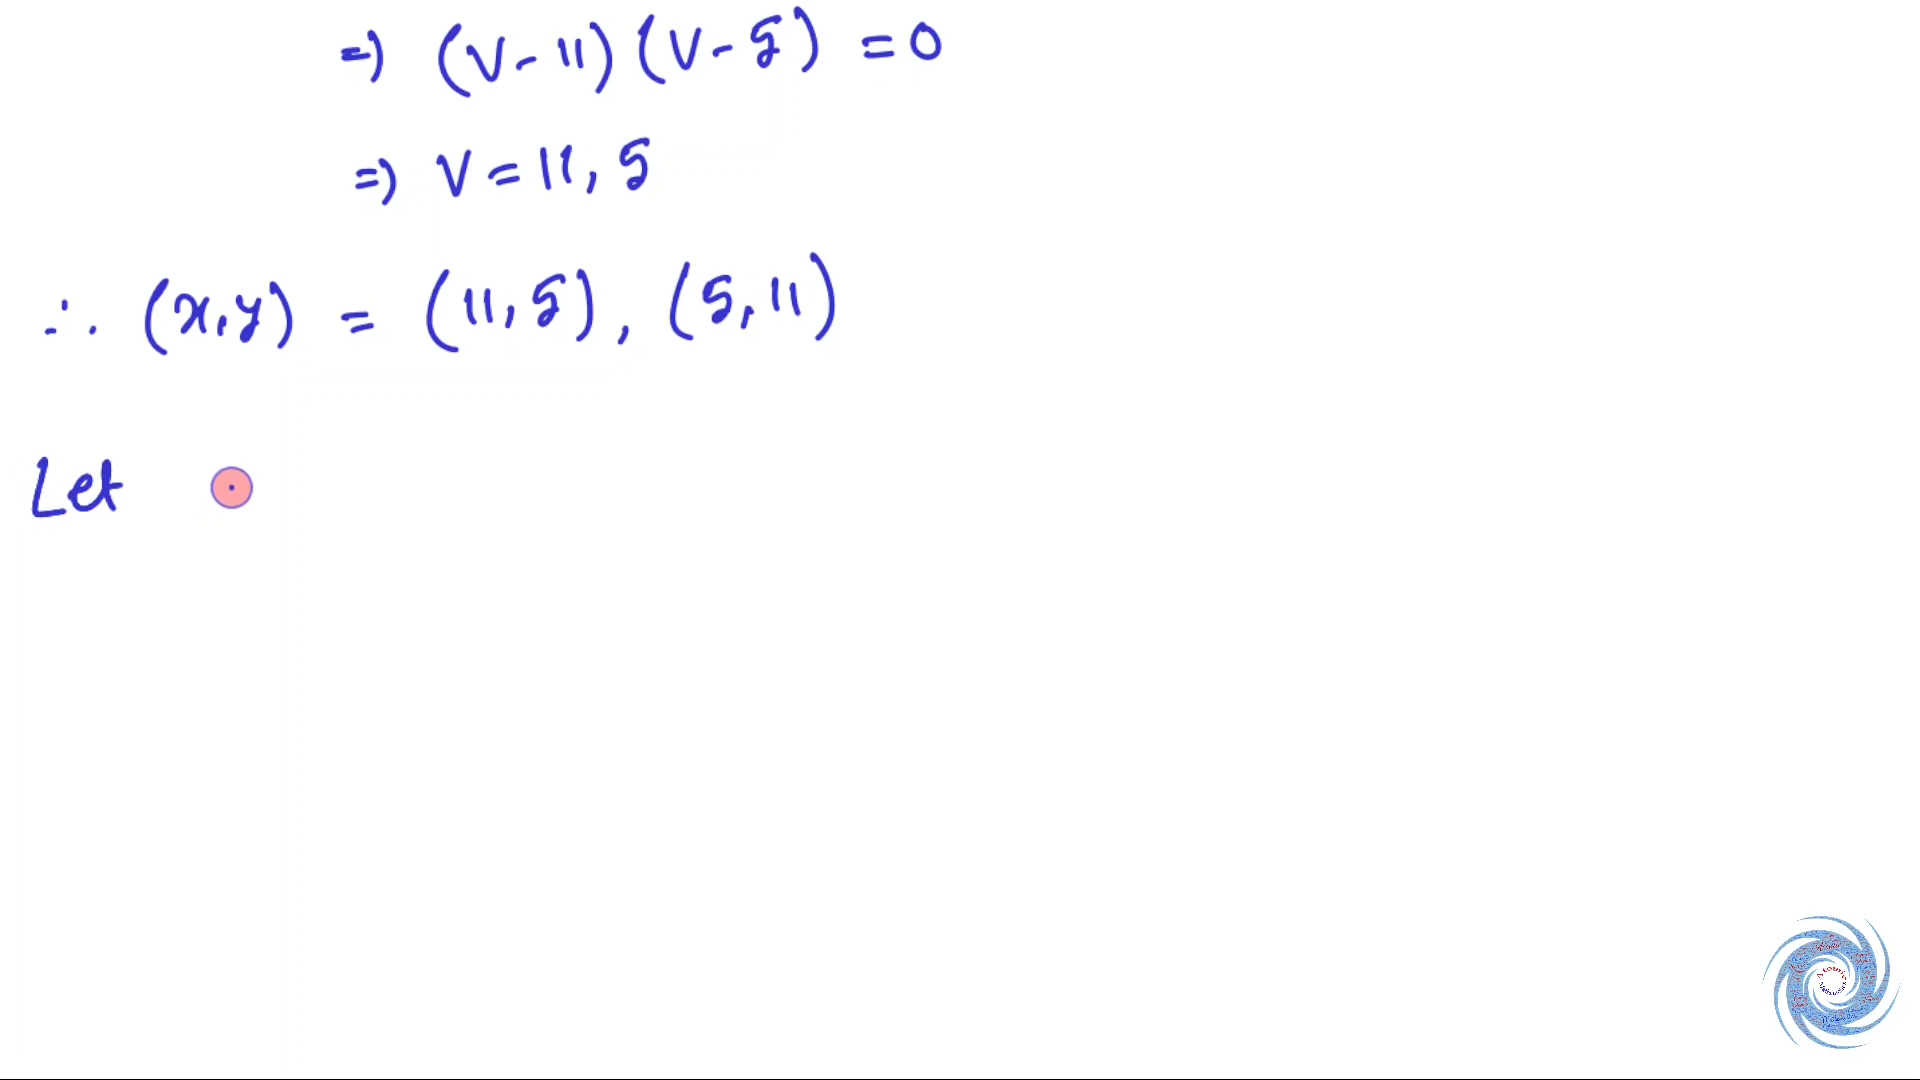 ⇒ (V-11)(V-5) = 0
⇒ V = 11, 5
∴ (x,y) = (11,5), (5,11)
Let